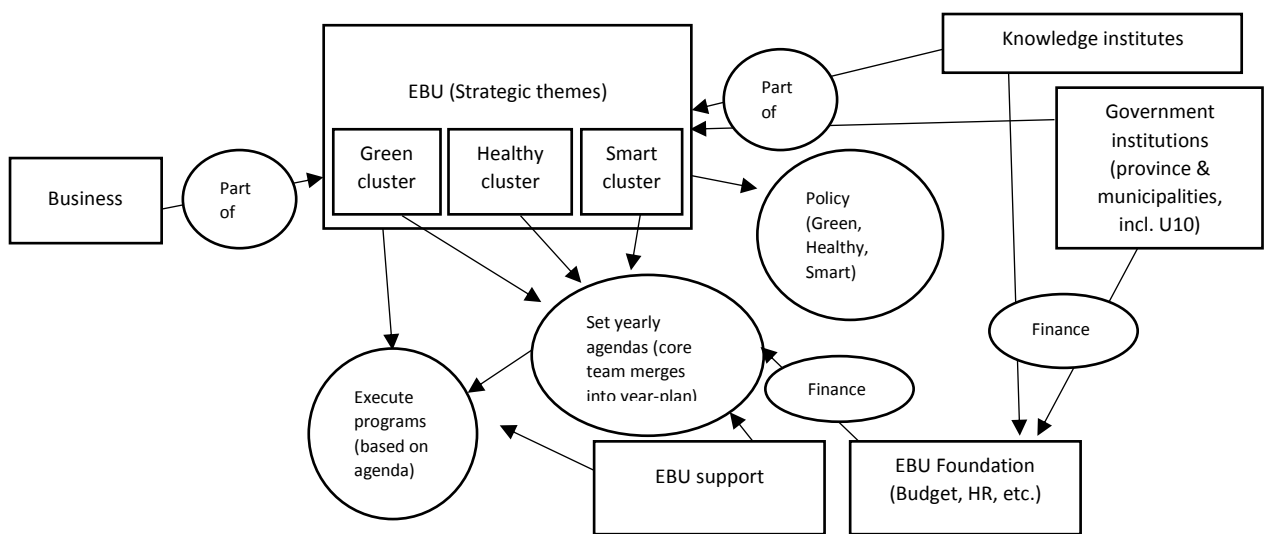 Knowledge institutes
EBU (Strategic themes)
Part
of
Government
institutions
(province &
municipalities,
incl. U10)
Green
cluster
Healthy
cluster
Smart
cluster
Business
Part
of
Policy
(Green,
Healthy,
Smart)
Set yearly
agendas (core
team merges
into year-plan)
Finance
Finance
Execute
programs
(based on
agenda)
EBU support
EBU Foundation
(Budget, HR, etc.)